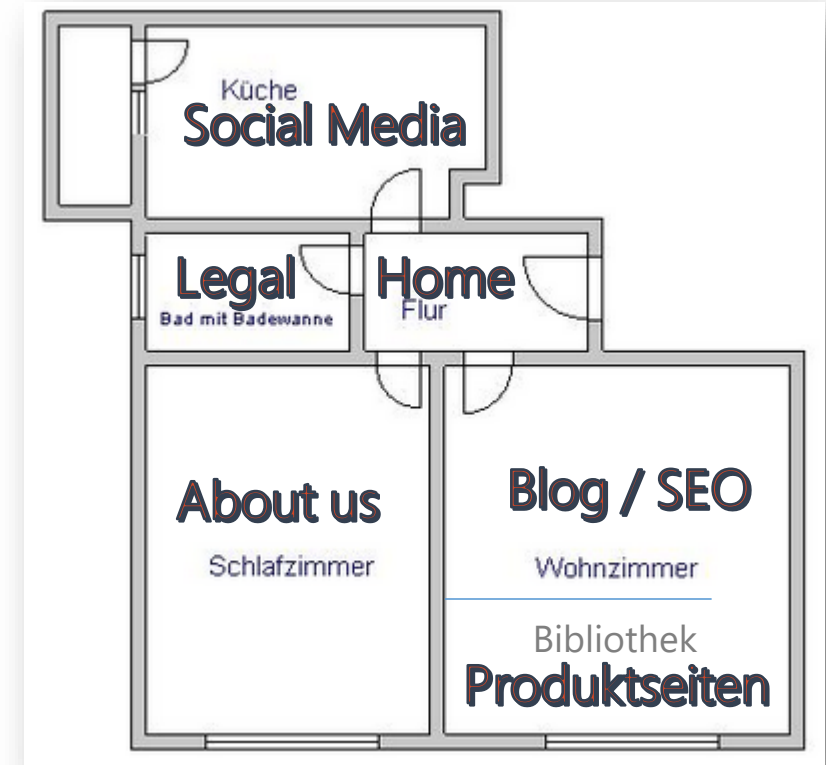 Küche
Social Media
Legal
Bad mit Badewanne
Home
Flur
About us
Schlafzimmer
Blog / SEO
Wohnzimmer
Bibliothek
Produktseiten